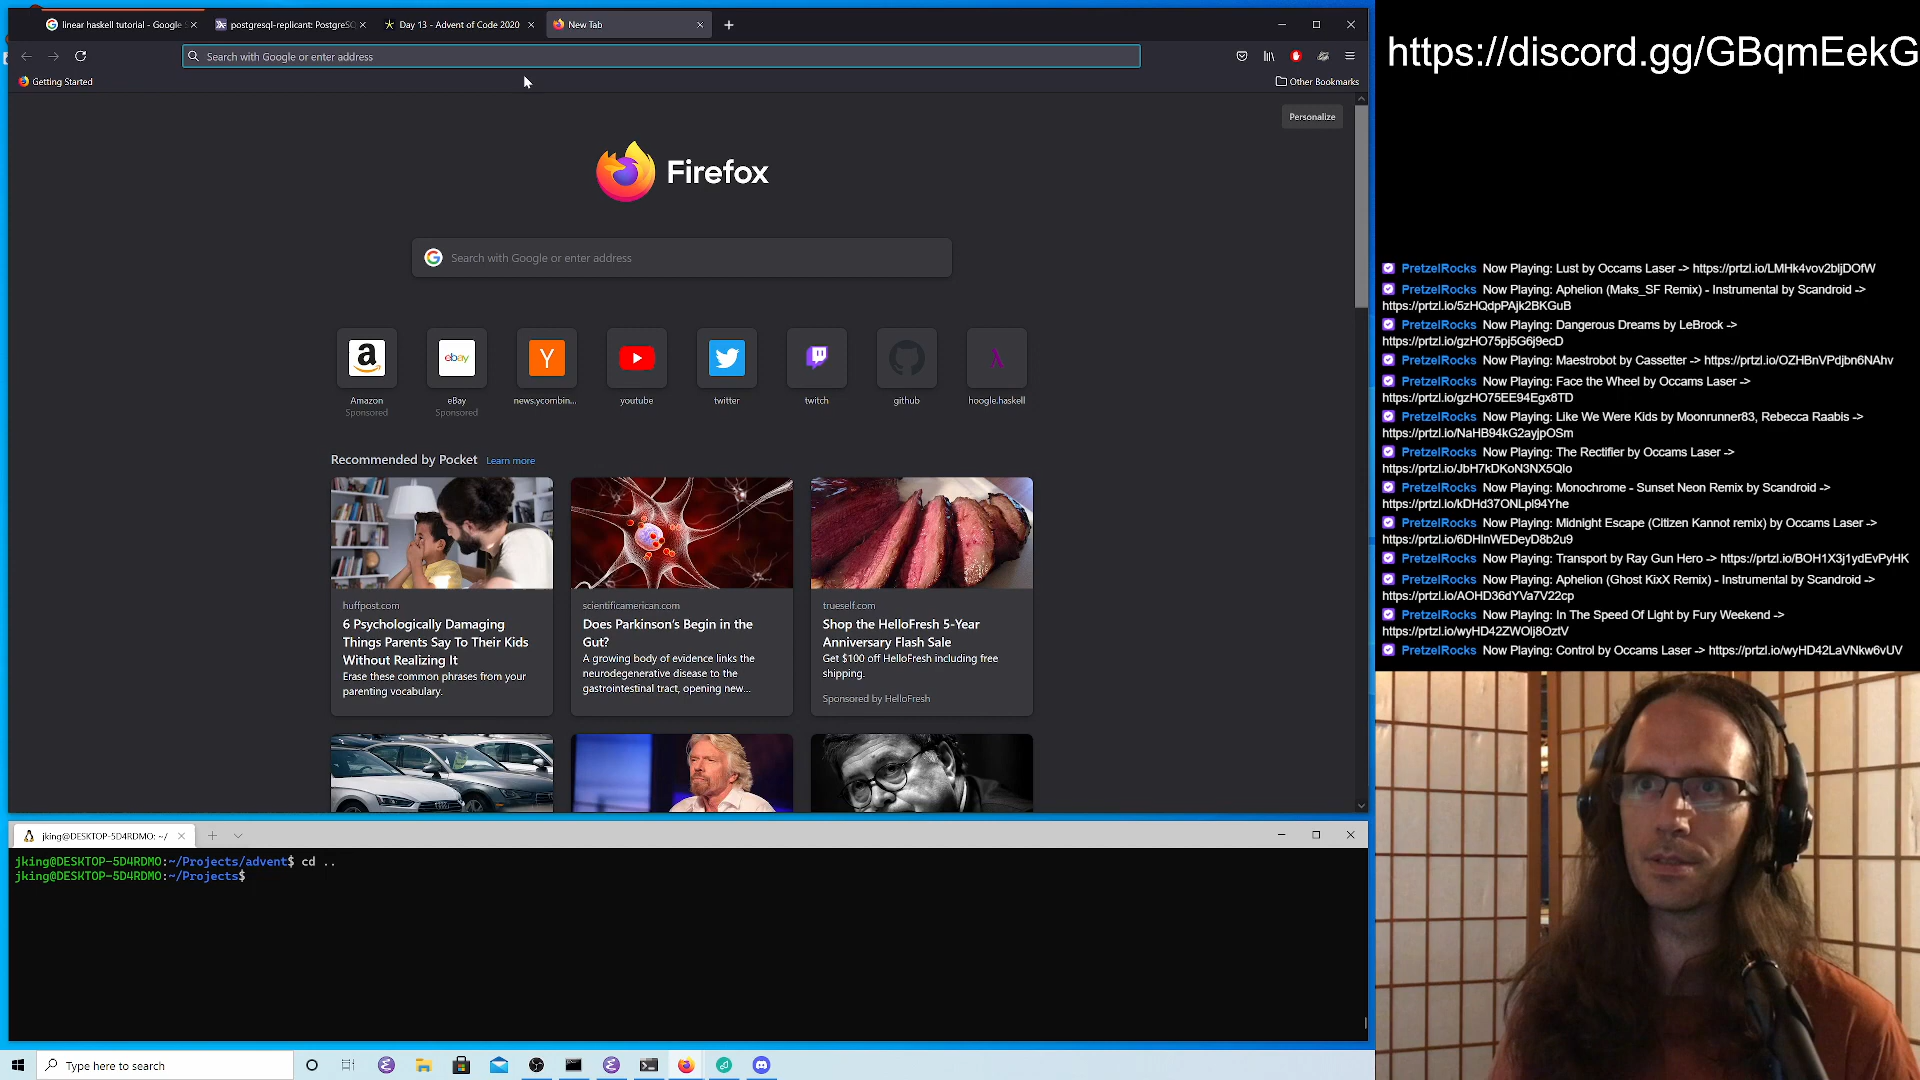 linear haskell tutorial - Google
postgresql-replicant: PostgreSQ
Day 13 - Advent of Code 2020
New Tab
Search with Google or enter address
Getting Started
Other Bookmarks
Personalize
Firefox
Search with Google or enter address
a
ebay
Y
λ
Amazon
Sponsored
eBay
Sponsored
news.ycombin...
youtube
twitter
twitch
github
hoogle.haskell
Recommended by Pocket Learn more
huffpost.com
6 Psychologically Damaging
Things Parents Say To Their Kids
Without Realizing It
Erase these common phrases from your
parenting vocabulary.
scientificamerican.com
Does Parkinson's Begin in the
Gut?
A growing body of evidence links the
neurodegenerative disease to the
gastrointestinal tract, opening new...
trueself.com
Shop the HelloFresh 5-Year
Anniversary Flash Sale
Get $100 off HelloFresh including free
shipping.
Sponsored by HelloFresh
jking@DESKTOP-5D4RDMO: ~/
jking@DESKTOP-5D4RDMO:~/Projects/advent$ cd ..
jking@DESKTOP-5D4RDMO:~/Projects$
Type here to search
https://discord.gg/GBqmEekG
PretzelRocks Now Playing: Lust by Occams Laser -> https://prtzl.io/LMHk4vov2bljDOfW
PretzelRocks Now Playing: Aphelion (Maks_SF Remix) - Instrumental by Scandroid ->
https://prtzl.io/5zHQdpPAjk2BKGuB
PretzelRocks Now Playing: Dangerous Dreams by LeBrock ->
https://prtzl.io/gzHO75pj5G6j9ecD
PretzelRocks Now Playing: Maestrobot by Cassetter -> https://prtzl.io/OZHBnVPdjbn6NAhv
PretzelRocks Now Playing: Face the Wheel by Occams Laser ->
https://prtzl.io/gzHO75EE94Egx8TD
PretzelRocks Now Playing: Like We Were Kids by Moonrunner83, Rebecca Raabis ->
https://prtzl.io/NaHB94kG2ayjpOSm
PretzelRocks Now Playing: The Rectifier by Occams Laser ->
https://prtzl.io/JbH7kDKoN3NX5QIo
PretzelRocks Now Playing: Monochrome - Sunset Neon Remix by Scandroid ->
https://prtzl.io/kDHd37ONLpl94Yhe
PretzelRocks Now Playing: Midnight Escape (Citizen Kannot remix) by Occams Laser ->
https://prtzl.io/6DHlnWEDeyD8b2u9
PretzelRocks Now Playing: Transport by Ray Gun Hero -> https://prtzl.io/BOH1X3j1ydEvPyHK
PretzelRocks Now Playing: Aphelion (Ghost KixX Remix) - Instrumental by Scandroid ->
https://prtzl.io/AOHD36dYVa7V22cp
PretzelRocks Now Playing: In The Speed Of Light by Fury Weekend ->
https://prtzl.io/wyHD42ZWOlj8OztV
PretzelRocks Now Playing: Control by Occams Laser -> https://prtzl.io/wyHD42LaVNkw6vUV